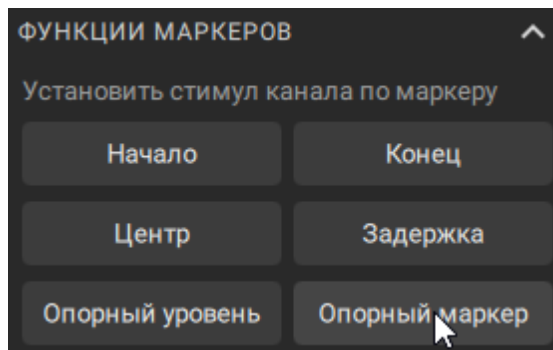 ФУНКЦИИ МАРКЕРОВ
Установить стимул канала по маркеру
Начало Конец
Центр Задержка
Опорный уровень Опорный маркер